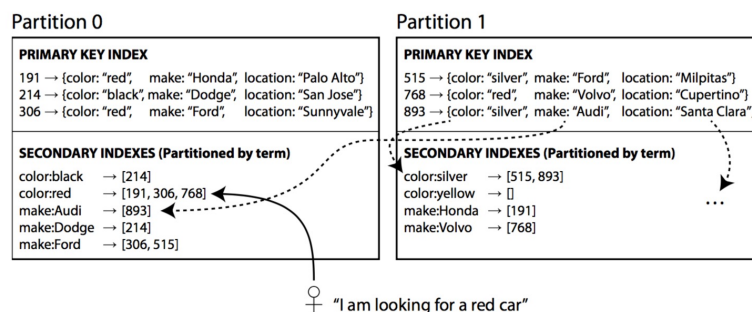 Partition 0
PRIMARY KEY INDEX
191 → {color: “red”, make: “Honda”, location: “Palo Alto”}
214 → {color: “black”, make: “Dodge”, location: “San Jose”}
306 → {color: “red”, make: “Ford”, location: “Sunnyvale”}
SECONDARY INDEXES (Partitioned by term)
color:black → [214]
color:red → [191, 306, 768]
make:Audi → [893]
make:Dodge → [214]
make:Ford → [306, 515]
Partition 1
PRIMARY KEY INDEX
515 → {color: “silver”, make: “Ford”, location: “Milpitas”}
768 → {color: “red”, make: “Volvo”, location: “Cupertino”}
893 → {color: “silver”, make: “Audi”, location: “Santa Clara”}
SECONDARY INDEXES (Partitioned by term)
color:silver → [515, 893]
color:yellow → []
make:Honda → [191]
make:Volvo → [768]
...
“I am looking for a red car”